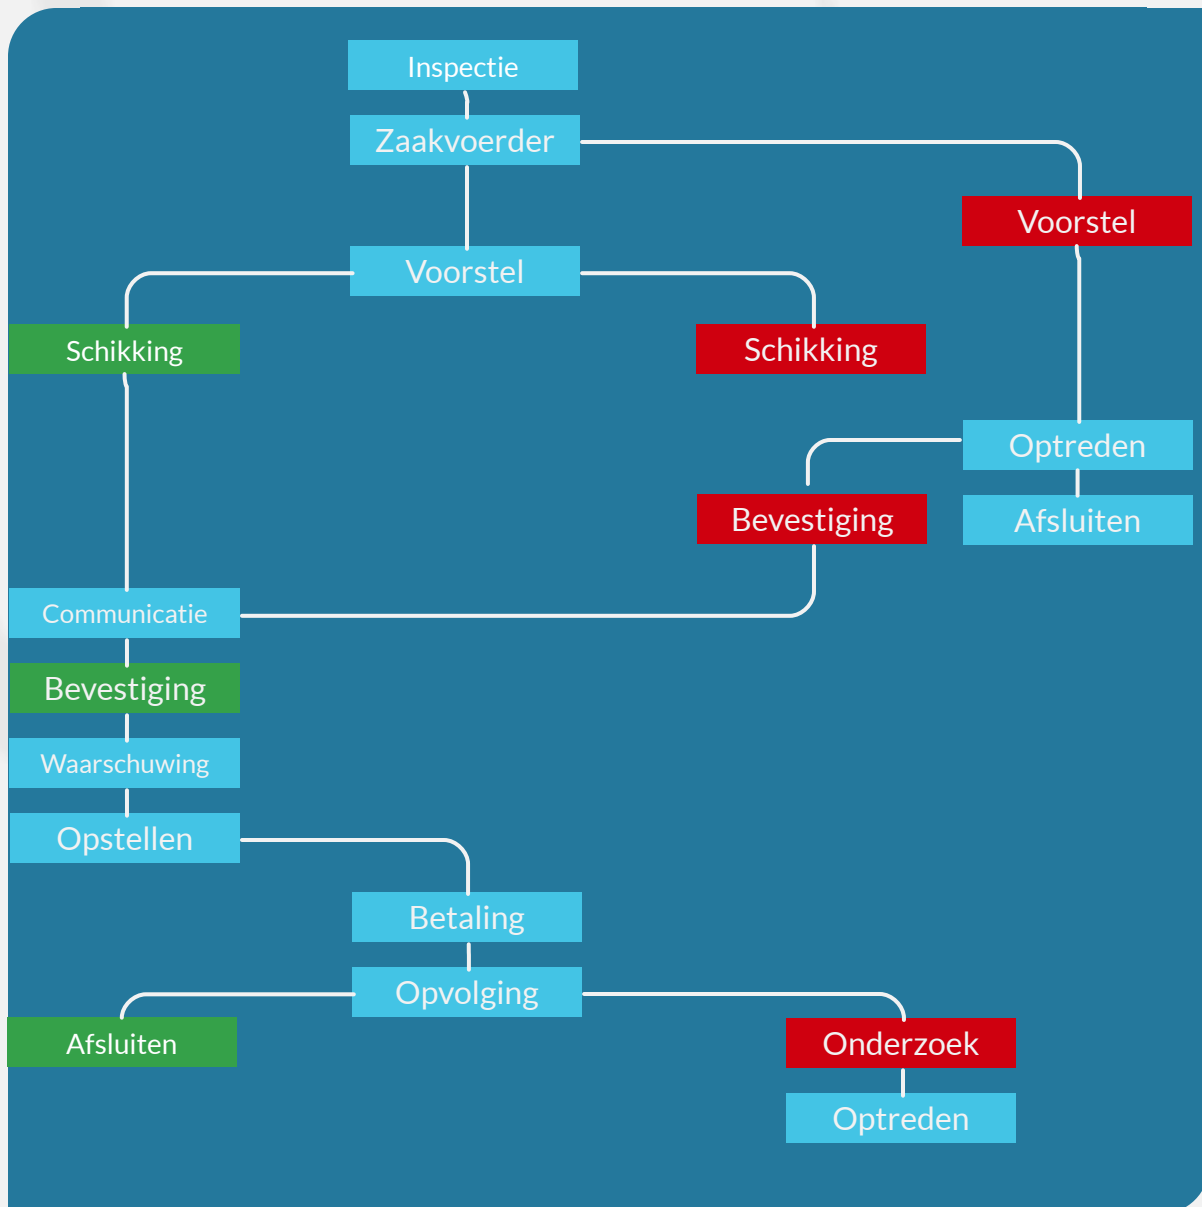 Inspectie
Zaakvoerder
Voorstel
Voorstel
Schikking
Schikking
Optreden
Bevestiging
Afsluiten
Communicatie
Bevestiging
Waarschuwing
Opstellen
Betaling
Opvolging
Afsluiten
Onderzoek
Optreden